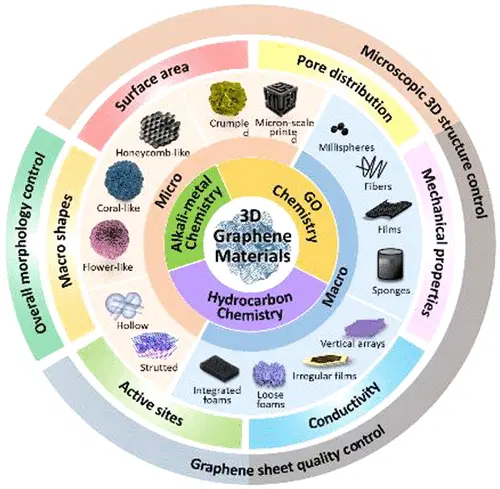 Microscopic 3D structure control
Overall morphology control
Graphene sheet quality control
Surface area
Pore distribution
Macro shapes
Mechanical properties
Active sites
Conductivity
Crumple
d
Micron-scale
printe
d
Honeycomb-like
Coral-like
Flower-like
Hollow
Strutted
Millispheres
Fibers
Films
Sponges
Vertical arrays
Irregular films
Loose
foams
Integrated
foams
Micro
Macro
Alkali-metal
Chemistry
GO
Chemistry
Hydrocarbon
Chemistry
3D
Graphene
Materials